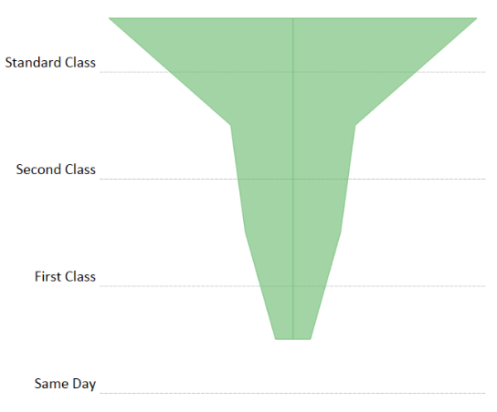 Standard Class
Second Class
First Class
Same Day